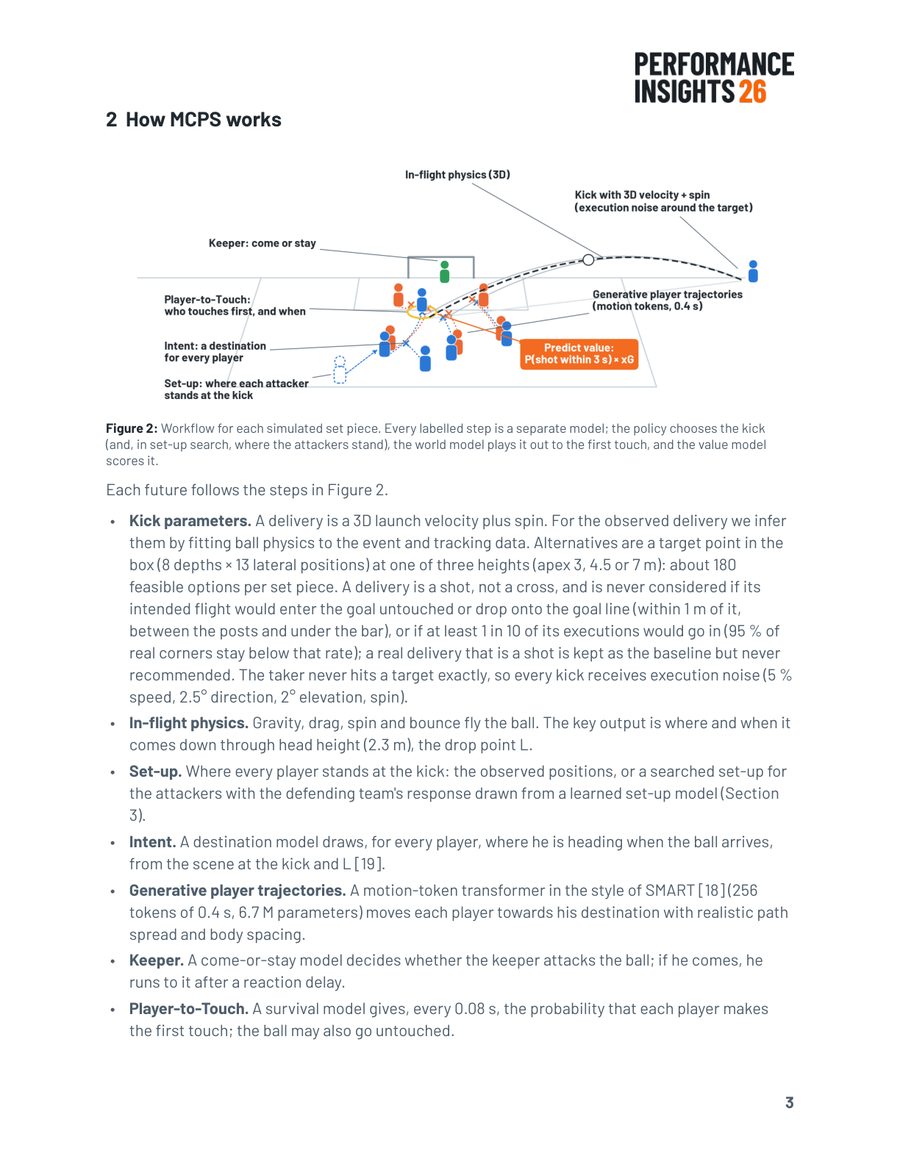 PERFORMANCE
INSIGHTS 26
2 How MCPS works
In-flight physics (3D)
Kick with 3D velocity + spin
(execution noise around the target)
Keeper: come or stay
Generative player trajectories
(motion tokens, 0.4 s)
Player-to-Touch:
who touches first, and when
Intent: a destination
for every player
Predict value:
P(shot within 3 s) × xG
Set-up: where each attacker
stands at the kick
Figure 2: Workflow for each simulated set piece. Every labelled step is a separate model; the policy chooses the kick
(and, in set-up search, where the attackers stand), the world model plays it out to the first touch, and the value model
scores it.
Each future follows the steps in Figure 2.
• Kick parameters. A delivery is a 3D launch velocity plus spin. For the observed delivery we infer
them by fitting ball physics to the event and tracking data. Alternatives are a target point in the
box (8 depths × 13 lateral positions) at one of three heights (apex 3, 4.5 or 7 m): about 180
feasible options per set piece. A delivery is a shot, not a cross, and is never considered if its
intended flight would enter the goal untouched or drop onto the goal line (within 1 m of it,
between the posts and under the bar), or if at least 1 in 10 of its executions would go in (95 % of
real corners stay below that rate); a real delivery that is a shot is kept as the baseline but never
recommended. The taker never hits a target exactly, so every kick receives execution noise (5 %
speed, 2.5° direction, 2° elevation, spin).
• In-flight physics. Gravity, drag, spin and bounce fly the ball. The key output is where and when it
comes down through head height (2.3 m), the drop point L.
• Set-up. Where every player stands at the kick: the observed positions, or a searched set-up for
the attackers with the defending team's response drawn from a learned set-up model (Section
3).
• Intent. A destination model draws, for every player, where he is heading when the ball arrives,
from the scene at the kick and L [19].
• Generative player trajectories. A motion-token transformer in the style of SMART [18] (256
tokens of 0.4 s, 6.7 M parameters) moves each player towards his destination with realistic path
spread and body spacing.
• Keeper. A come-or-stay model decides whether the keeper attacks the ball; if he comes, he
runs to it after a reaction delay.
• Player-to-Touch. A survival model gives, every 0.08 s, the probability that each player makes
the first touch; the ball may also go untouched.
3